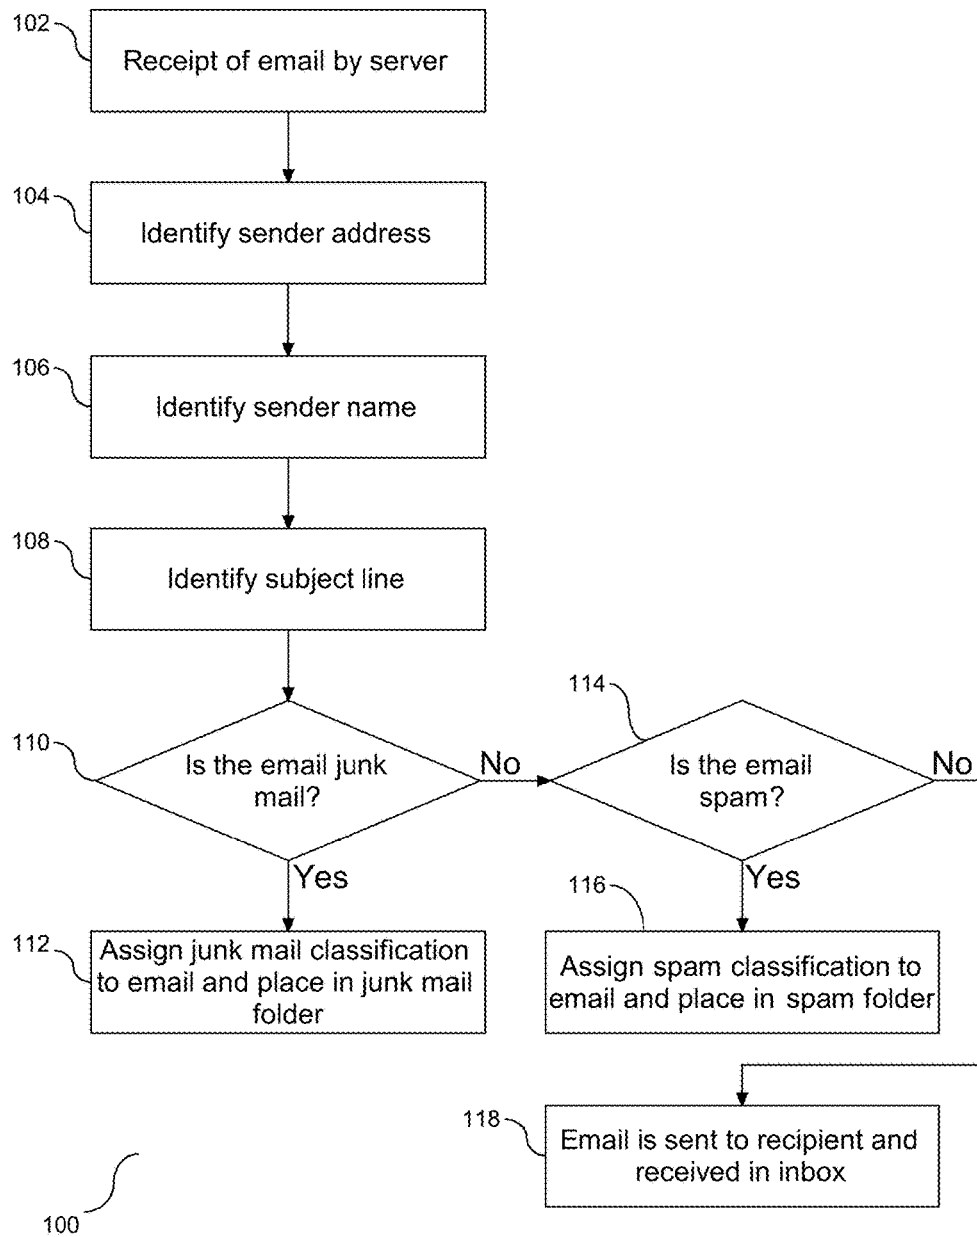 102
Receipt of email by server
104
Identify sender address
106
Identify sender name
108
Identify subject line
110
Is the email junk
mail?
No
Yes
114
Is the email
spam?
No
Yes
112
Assign junk mail classification
to email and place in junk mail
folder
116
Assign spam classification to
email and place in spam folder
118
Email is sent to recipient and
received in inbox
100